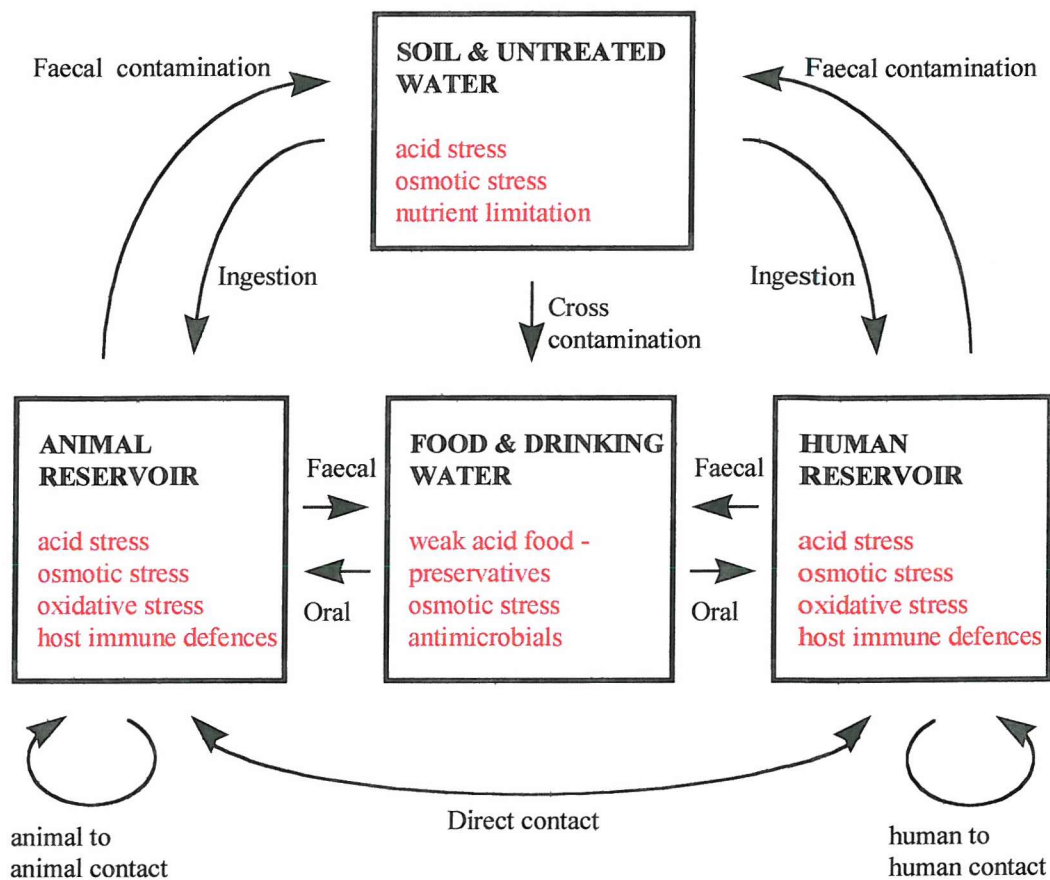 SOIL & UNTREATED
WATER
acid stress
osmotic stress
nutrient limitation
Faecal contamination
Faecal contamination
Ingestion
Ingestion
Cross
contamination
ANIMAL
RESERVOIR
acid stress
osmotic stress
oxidative stress
host immune defences
Faecal
Oral
FOOD & DRINKING
WATER
weak acid food -
preservatives
osmotic stress
antimicrobials
Faecal
Oral
HUMAN
RESERVOIR
acid stress
osmotic stress
oxidative stress
host immune defences
animal to
animal contact
Direct contact
human to
human contact